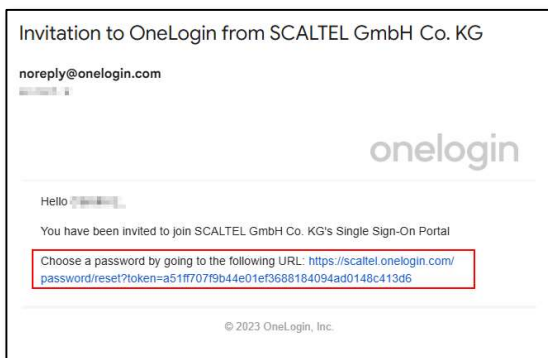 Invitation to OneLogin from SCALTEL GmbH Co. KG
noreply@onelogin.com
onelogin
Hello
You have been invited to join SCALTEL GmbH Co. KG's Single Sign-On Portal
Choose a password by going to the following URL: https://scaltel.onelogin.com/
password/reset?token=a51ff707f9b44e01ef3688184094ad0148c413d6
© 2023 OneLogin, Inc.